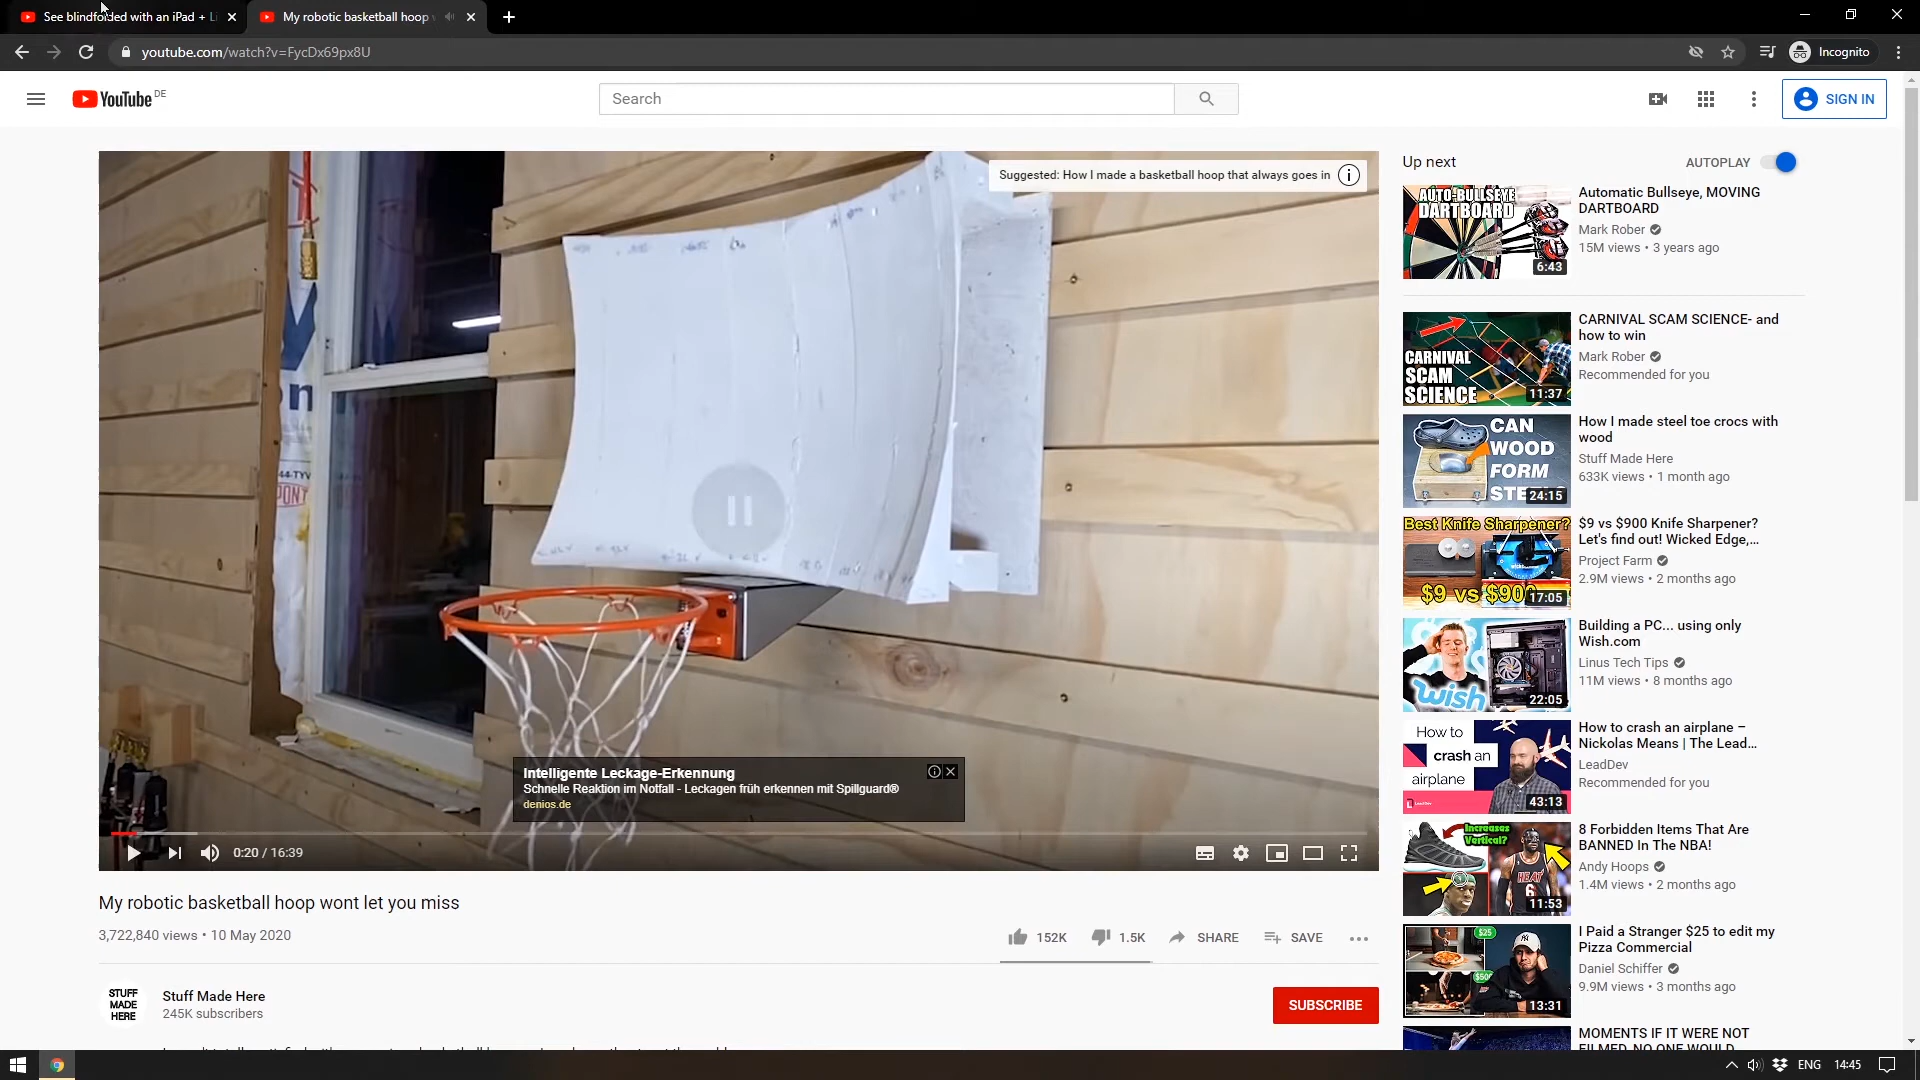 See blindfolded with an iPad + Li
My robotic basketball hoop
youtube.com/watch?v=FycDx69px8U
Incognito
YouTube DE
Search
SIGN IN
Suggested: How I made a basketball hoop that always goes in
Intelligente Leckage-Erkennung
Schnelle Reaktion im Notfall - Leckagen früh erkennen mit Spillguard®
denios.de
0:20 / 16:39
My robotic basketball hoop wont let you miss
3,722,840 views • 10 May 2020
152K
1.5K
SHARE
SAVE
STUFF
MADE
HERE
Stuff Made Here
245K subscribers
SUBSCRIBE
Up next
AUTOPLAY
AUTO-BULLSEYE
DARTBOARD
6:43
Automatic Bullseye, MOVING
DARTBOARD
Mark Rober
15M views • 3 years ago
CARNIVAL
SCAM
SCIENCE
11:37
CARNIVAL SCAM SCIENCE- and
how to win
Mark Rober
Recommended for you
CAN
WOOD
FORM
24:15
How I made steel toe crocs with
wood
Stuff Made Here
633K views • 1 month ago
Best Knife Sharpener?
$9 vs $900
17:05
$9 vs $900 Knife Sharpener?
Let's find out! Wicked Edge,...
Project Farm
2.9M views • 2 months ago
wish
22:05
Building a PC... using only
Wish.com
Linus Tech Tips
11M views • 8 months ago
How to
crash an
airplane
43:13
How to crash an airplane –
Nickolas Means | The Lead...
LeadDev
Recommended for you
Increases
Vertical?
HEAT
6
11:53
8 Forbidden Items That Are
BANNED In The NBA!
Andy Hoops
1.4M views • 2 months ago
$25
13:31
I Paid a Stranger $25 to edit my
Pizza Commercial
Daniel Schiffer
9.9M views • 3 months ago
MOMENTS IF IT WERE NOT
FILMED, NO ONE WOULD
ENG
14:45